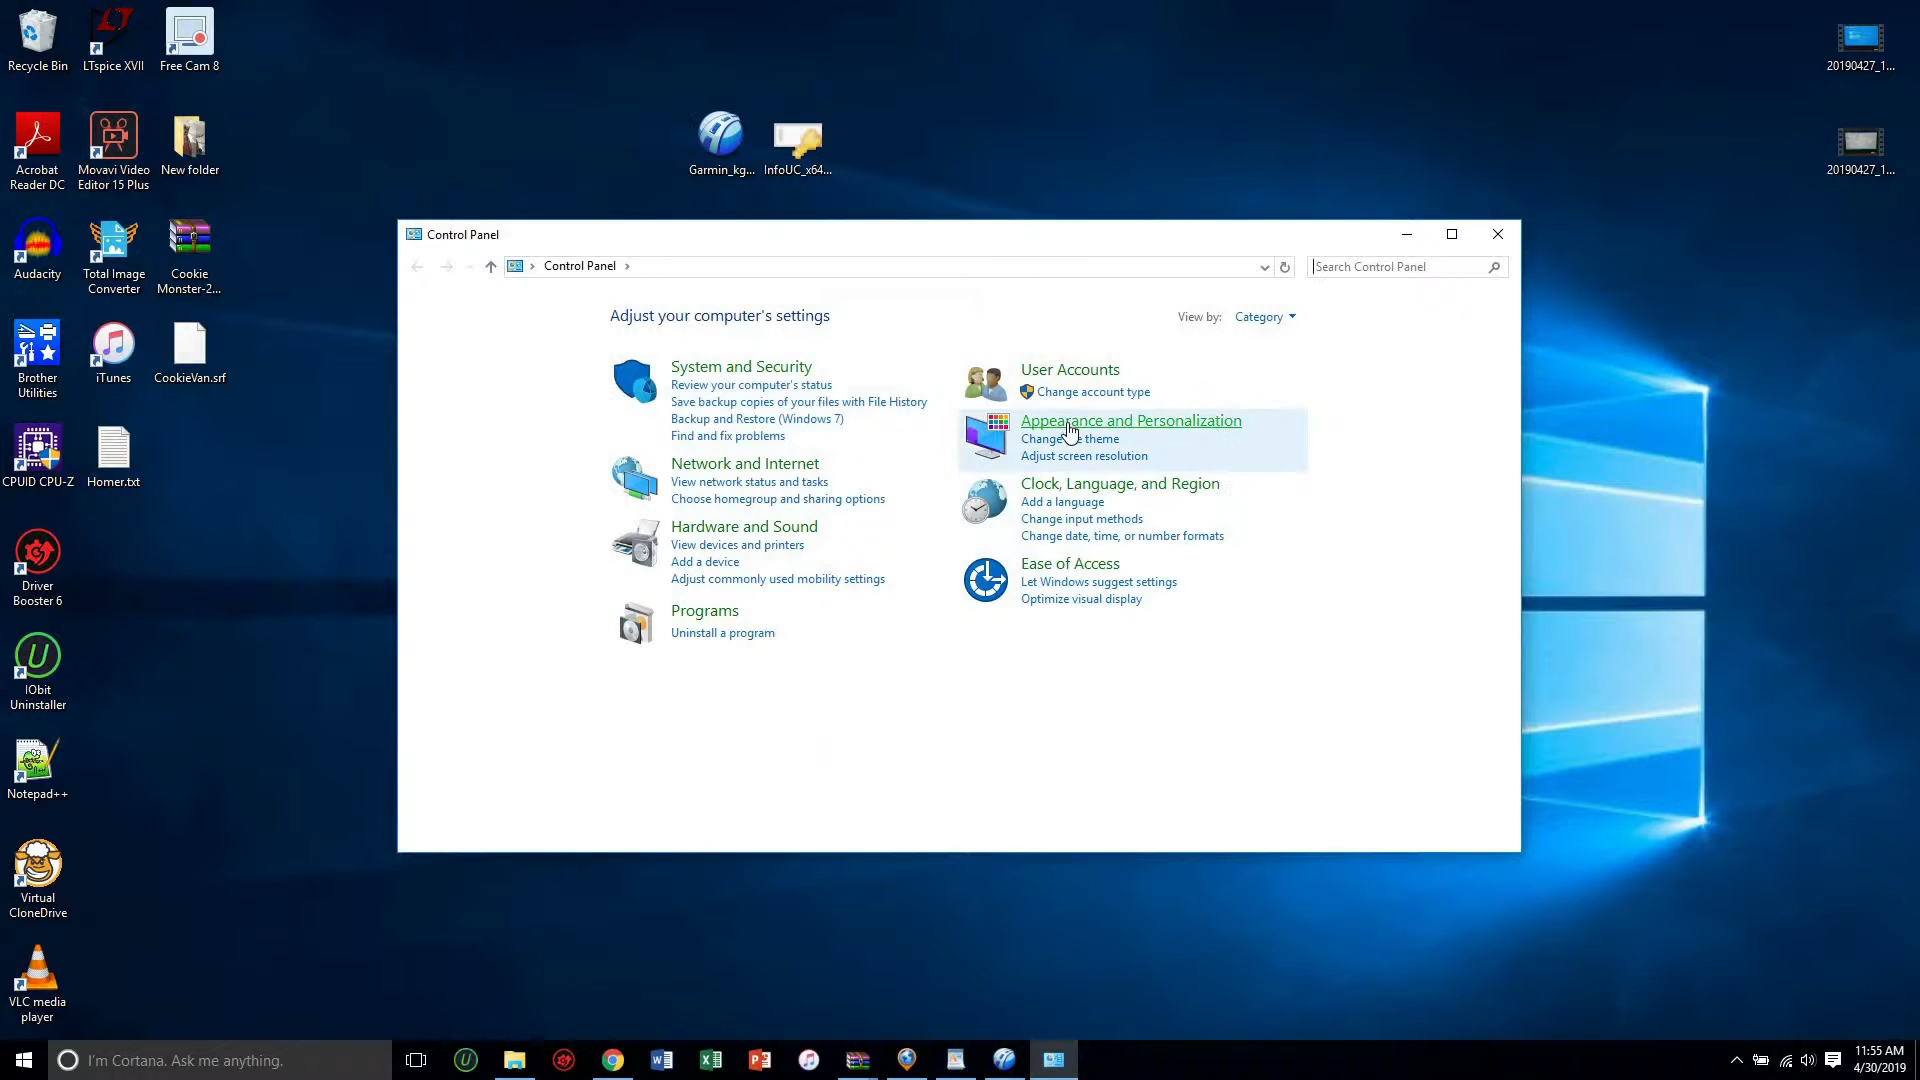 Recycle Bin
LTspice XVII
Free Cam 8
20190427_1...
Acrobat
Reader DC
Movavi Video
Editor 15 Plus
New folder
Garmin_kg...
InfoUC_x64...
20190427_1...
Audacity
Total Image
Converter
Cookie
Monster-2...
Brother
Utilities
iTunes
CookieVan.srf
CPUID CPU-Z
Homer.txt
Driver
Booster 6
IObit
Uninstaller
Notepad++
Virtual
CloneDrive
VLC media
player
Control Panel
Control Panel
Search Control Panel
Adjust your computer's settings
View by: Category
System and Security
Review your computer's status
Save backup copies of your files with File History
Backup and Restore (Windows 7)
Find and fix problems
Network and Internet
View network status and tasks
Choose homegroup and sharing options
Hardware and Sound
View devices and printers
Add a device
Adjust commonly used mobility settings
Programs
Uninstall a program
User Accounts
Change account type
Appearance and Personalization
Change theme
Adjust screen resolution
Clock, Language, and Region
Add a language
Change input methods
Change date, time, or number formats
Ease of Access
Let Windows suggest settings
Optimize visual display
I'm Cortana. Ask me anything.
11:55 AM
4/30/2019